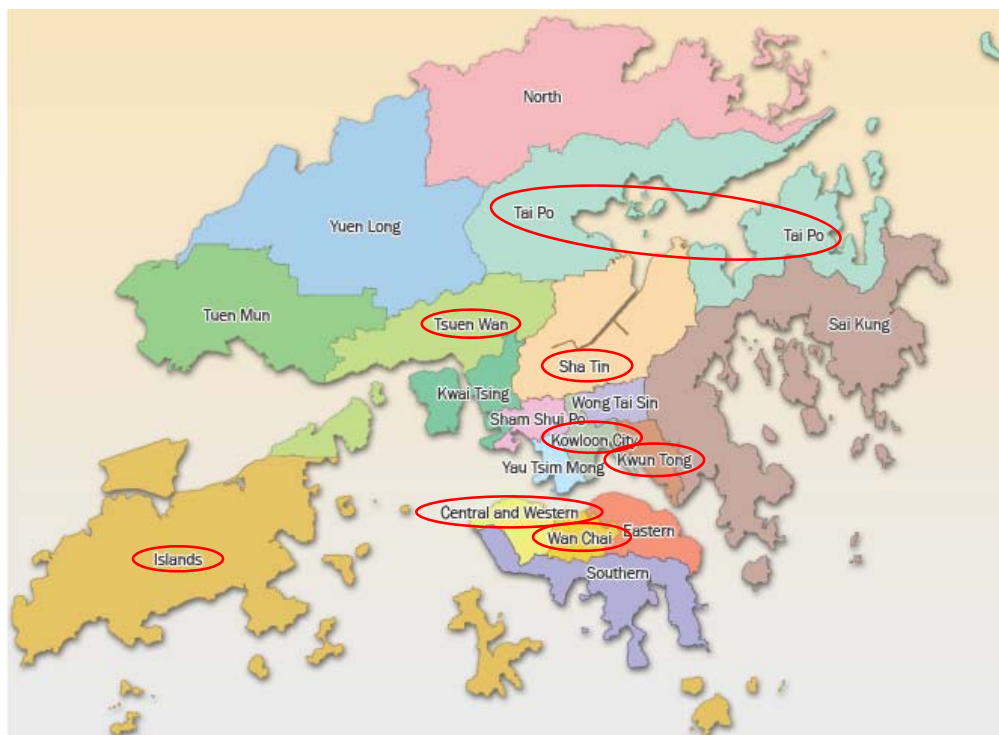 North
Tai Po
Yuen Long
Tai Po
Tuen Mun
Tsuen Wan
Sai Kung
Sha Tin
Kwai Tsing
Wong Tai Sin
Sham Shui Po
Kowloon City
Kwun Tong
Yau Tsim Mong
Central and Western
Eastern
Wan Chai
Islands
Southern